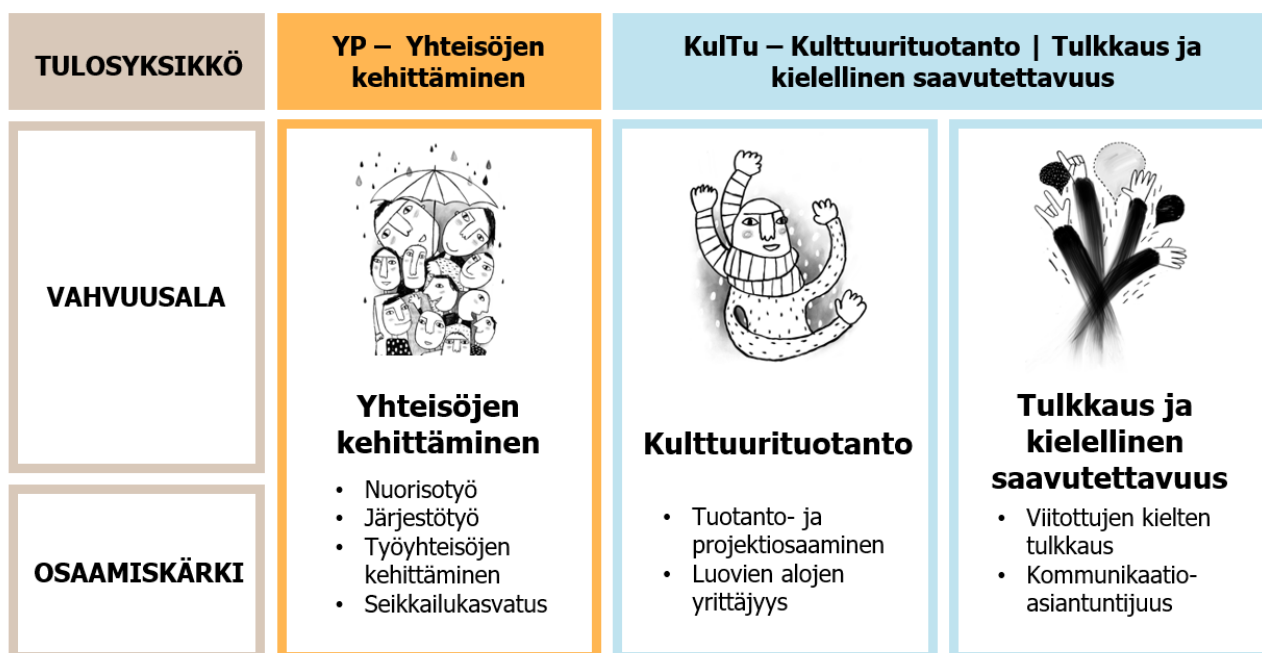 TULOSYKSIKKÖ
YP – Yhteisöjen
kehittäminen
KulTu – Kulttuurituotanto | Tulkkaus ja
kielellinen saavutettavuus
VAHVUUSALA
Yhteisöjen
kehittäminen
Kulttuurituotanto
Tulkkaus ja
kielellinen
saavutettavuus
OSAAMISKÄRKI
• Nuorisotyö
• Järjestötyö
• Työyhteisöjen
kehittäminen
• Seikkailukasvatus
• Tuotanto- ja
projektiosaaminen
• Luovien alojen
yrittäjyys
• Viitottujen kielten
tulkkaus
• Kommunikaatio-
asiantuntijuus